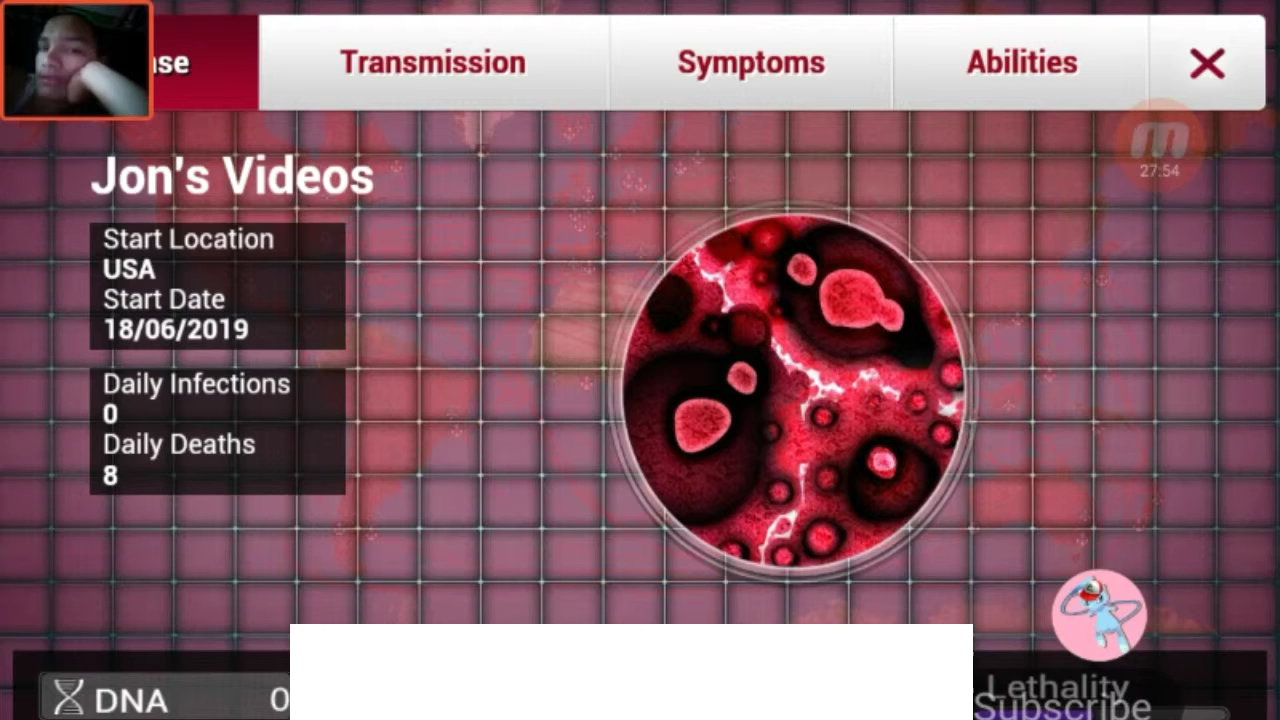 ase
Transmission
Symptoms
Abilities
27:54
Jon's Videos
Start Location
USA
Start Date
18/06/2019
Daily Infections
0
Daily Deaths
8
DNA 0
Lethality
Subscribe